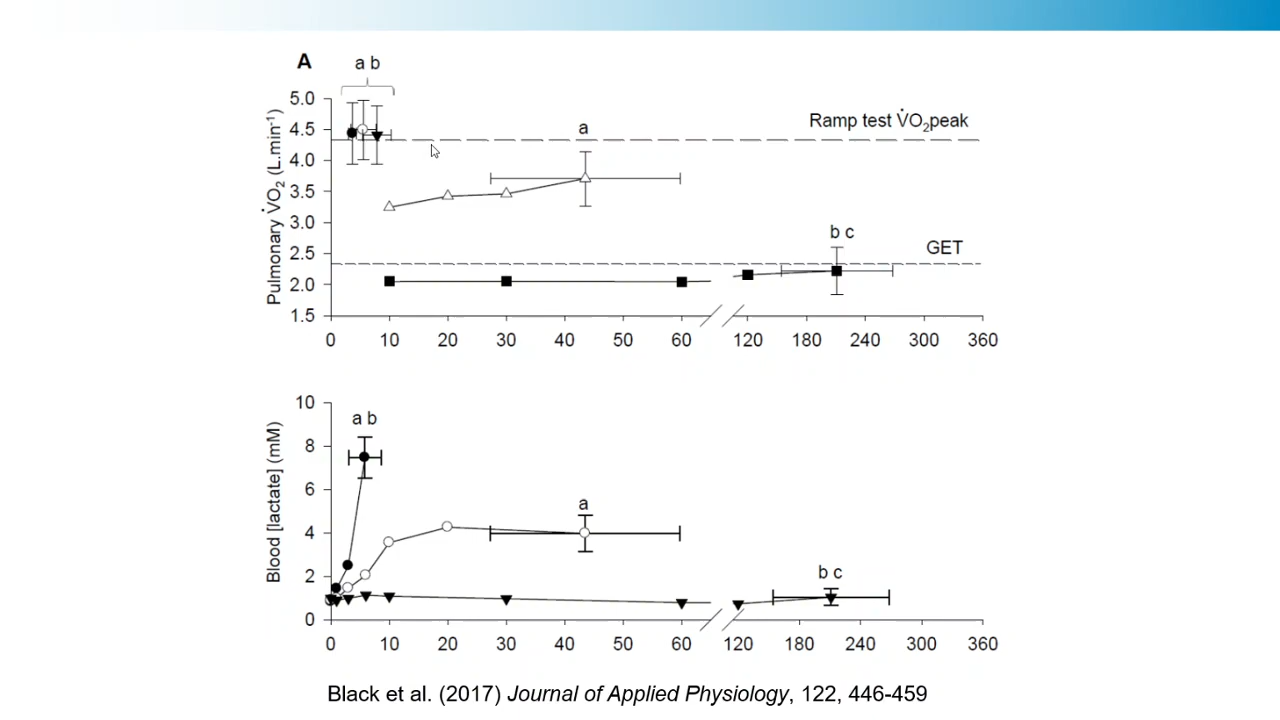 A
a b
Pulmonary V̇O2 (L.min-1)
5.0
4.5
4.0
3.5
3.0
2.5
2.0
1.5
Ramp test V̇O2peak
a
b c
GET
0 10 20 30 40 50 60 120 180 240 300 360
Blood [lactate] (mM)
10
8
6
4
2
0
a b
a
b c
0 10 20 30 40 50 60 120 180 240 300 360
Black et al. (2017) Journal of Applied Physiology, 122, 446-459